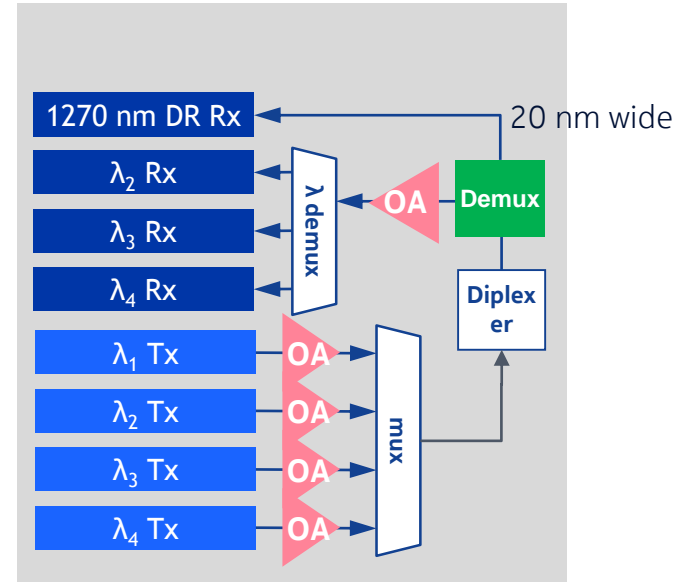 1270 nm DR Rx
20 nm wide
λ₂ Rx
λ₃ Rx
λ₄ Rx
λ demux
OA
Demux
Diplex
er
λ₁ Tx
λ₂ Tx
λ₃ Tx
λ₄ Tx
OA
OA
OA
OA
mux